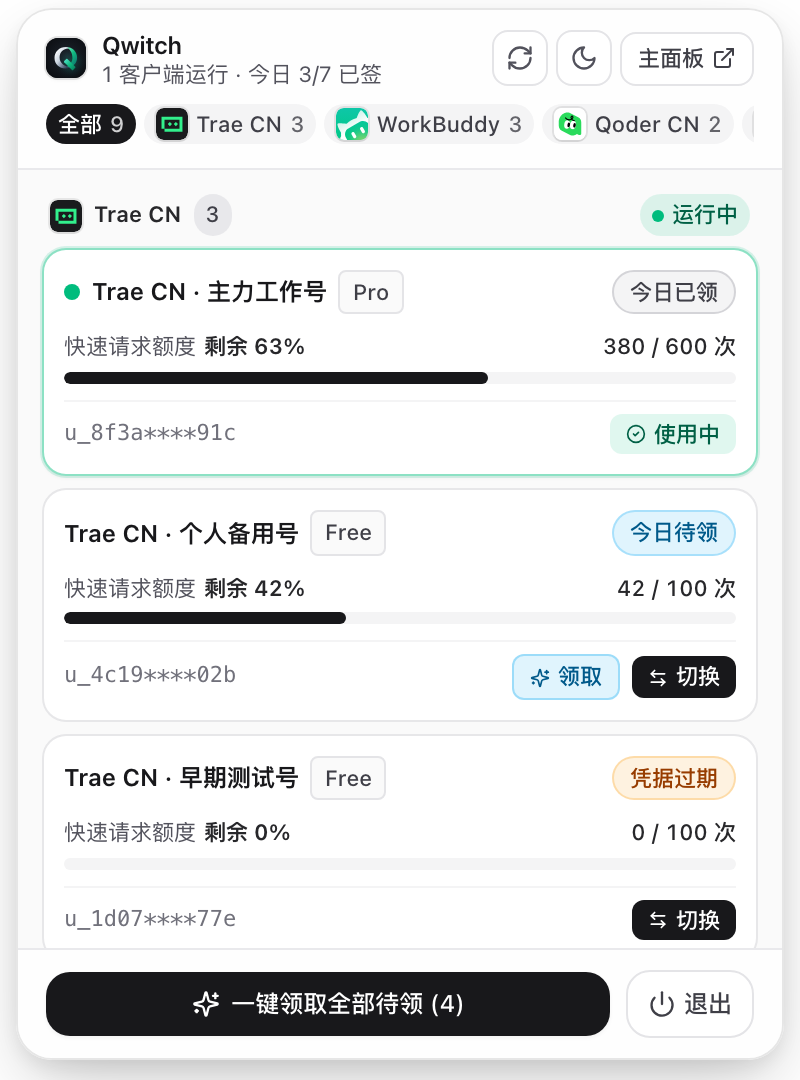 Qwitch
1 客户端运行 · 今日 3/7 已签
主面板
全部 9
Trae CN 3
WorkBuddy 3
Qoder CN 2
Trae CN 3
运行中
Trae CN · 主力工作号 Pro
今日已领
快速请求额度 剩余 63%
380 / 600 次
u_8f3a****91c
使用中
Trae CN · 个人备用号 Free
今日待领
快速请求额度 剩余 42%
42 / 100 次
u_4c19****02b
领取
切换
Trae CN · 早期测试号 Free
凭据过期
快速请求额度 剩余 0%
0 / 100 次
u_1d07****77e
切换
一键领取全部待领 (4)
退出